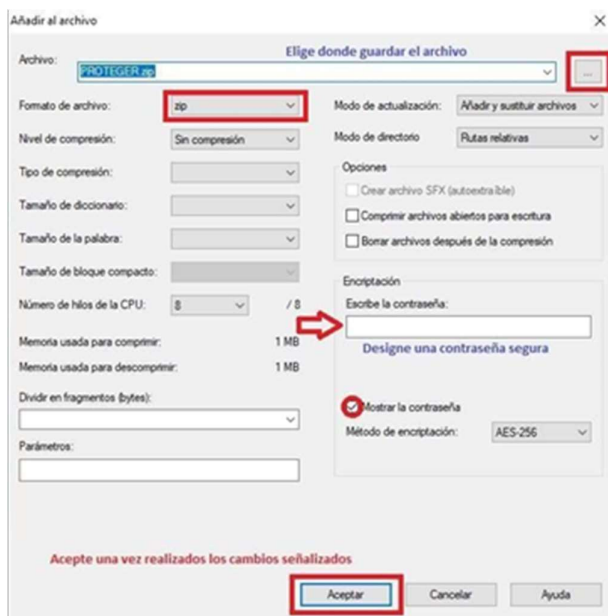 Añadir al archivo
Elige donde guardar el archivo
Archivo:
PROTEGER.zip
...
Formato de archivo:
zip
Modo de actualización:
Añadir y sustituir archivos
Nivel de compresión:
Sin compresión
Modo de directorio
Rutas relativas
Tipo de compresión:
Opciones
Crear archivo SFX (autoextraíble)
Tamaño de diccionario:
Comprimir archivos abiertos para escritura
Tamaño de la palabra:
Borrar archivos después de la compresión
Tamaño de bloque compacto:
Encriptación
Número de hilos de la CPU:
8
/ 8
Escribe la contraseña:
Memoria usada para comprimir:
1 MB
Designe una contraseña segura
Memoria usada para descomprimir:
1 MB
Dividir en fragmentos (bytes):
Mostrar la contraseña
Método de encriptación:
AES-256
Parámetros:
Acepte una vez realizados los cambios señalizados
Aceptar
Cancelar
Ayuda